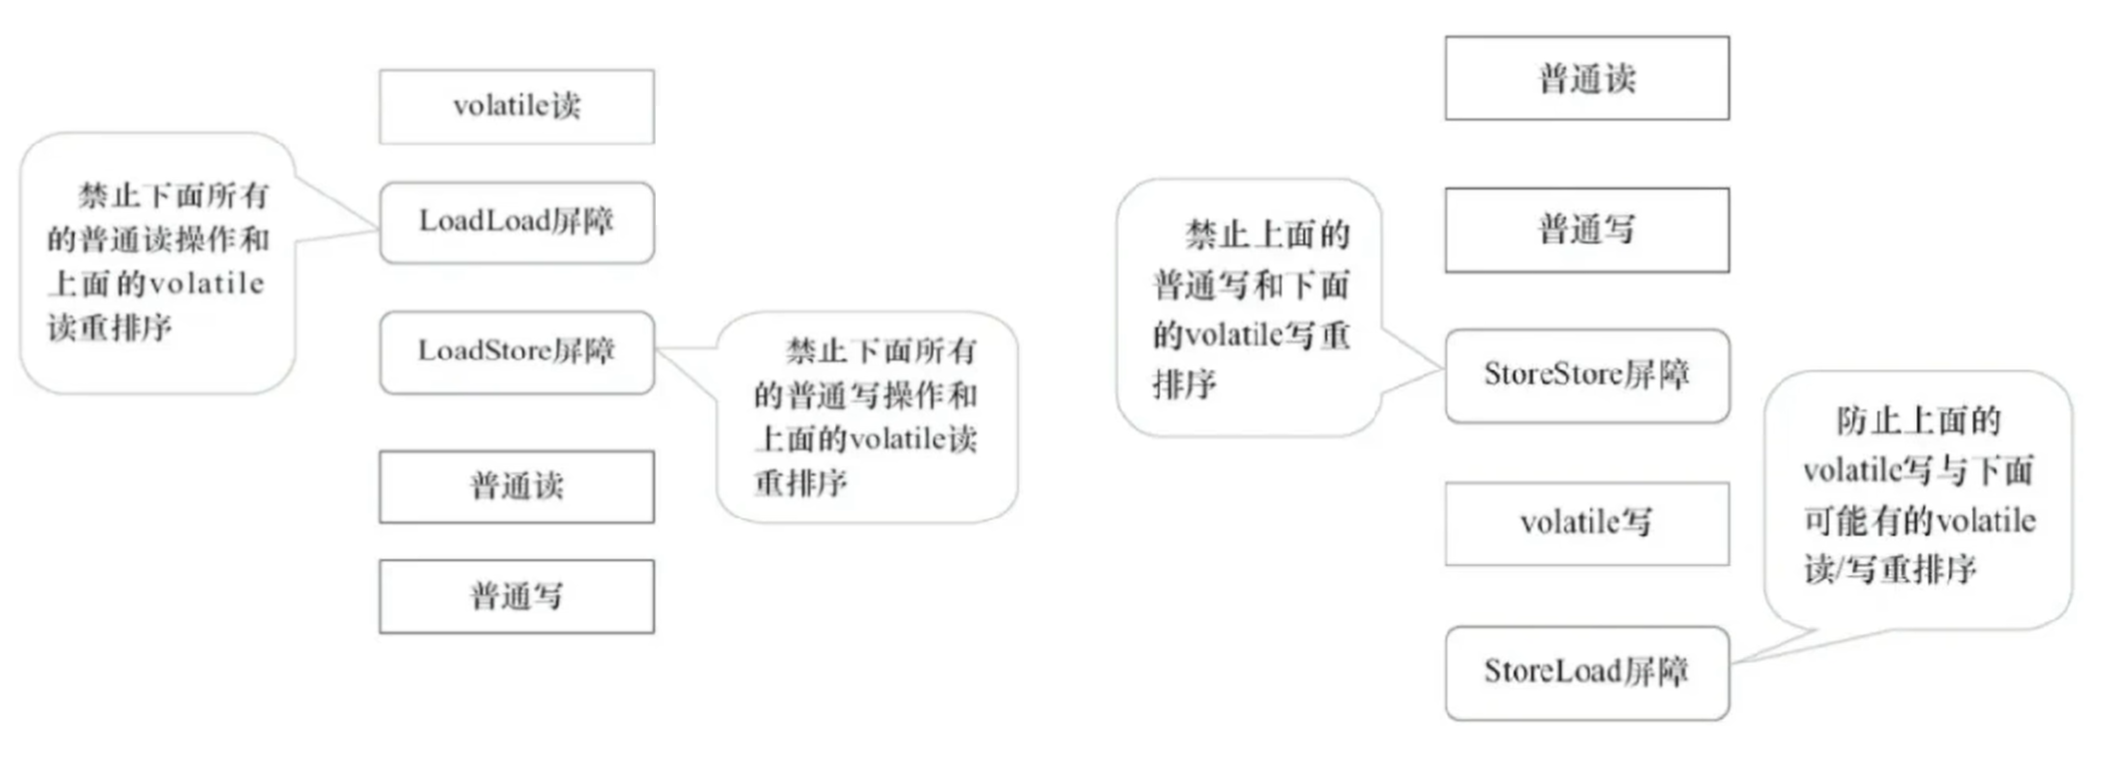 volatile读
禁止下面所有
的普通读操作和
上面的volatile
读重排序
LoadLoad屏障
LoadStore屏障
禁止下面所有
的普通写操作和
上面的volatile读
重排序
普通读
普通写
普通读
普通写
禁止上面的
普通写和下面
的volatile写重
排序
StoreStore屏障
volatile写
防止上面的
volatile写与下面
可能有的volatile
读/写重排序
StoreLoad屏障